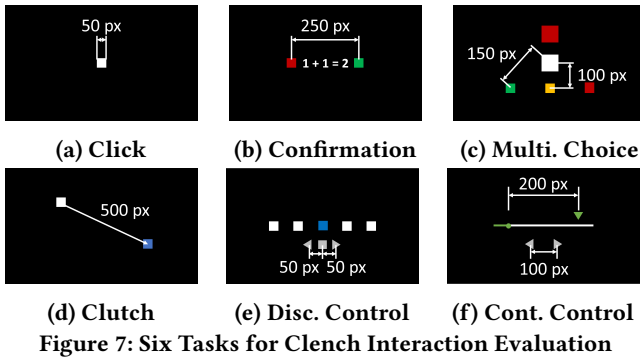 50 px
250 px
1 + 1 = 2
150 px
100 px
(a) Click
(b) Confirmation
(c) Multi. Choice
500 px
50 px 50 px
200 px
100 px
(d) Clutch
(e) Disc. Control
(f) Cont. Control
Figure 7: Six Tasks for Clench Interaction Evaluation